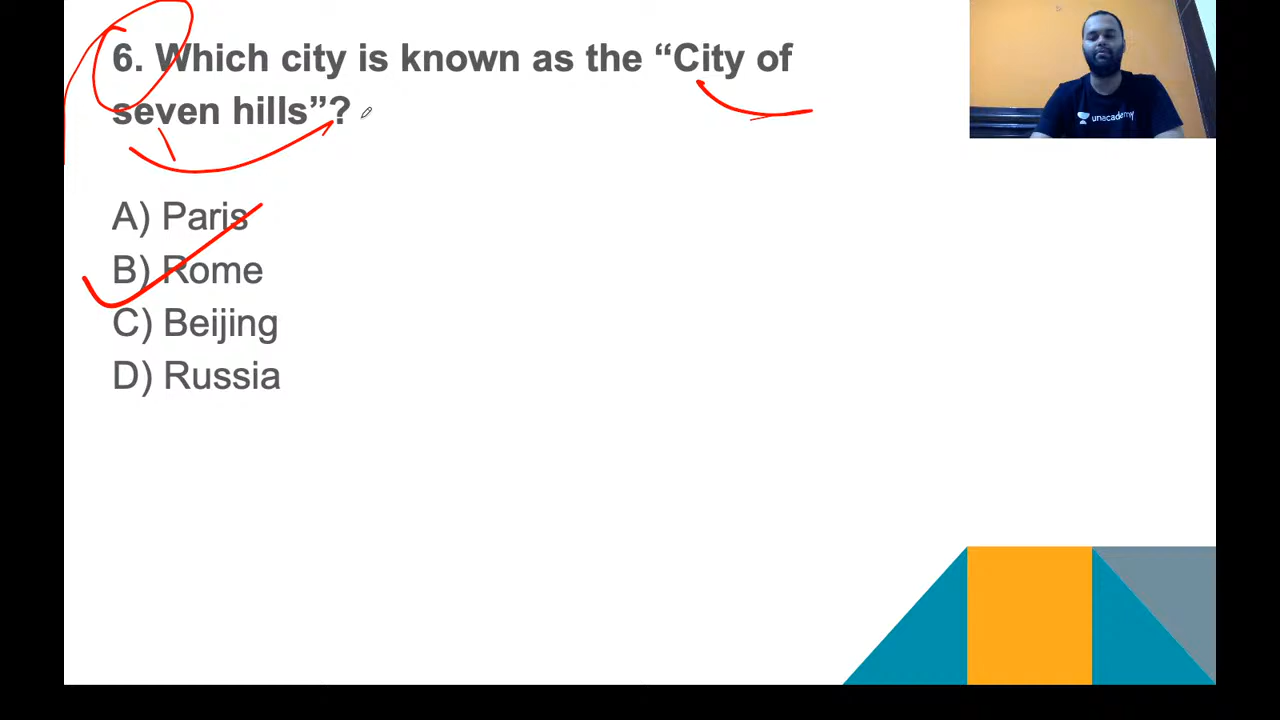 6. Which city is known as the “City of
seven hills”?
A) Paris
B) Rome
C) Beijing
D) Russia
unacademy